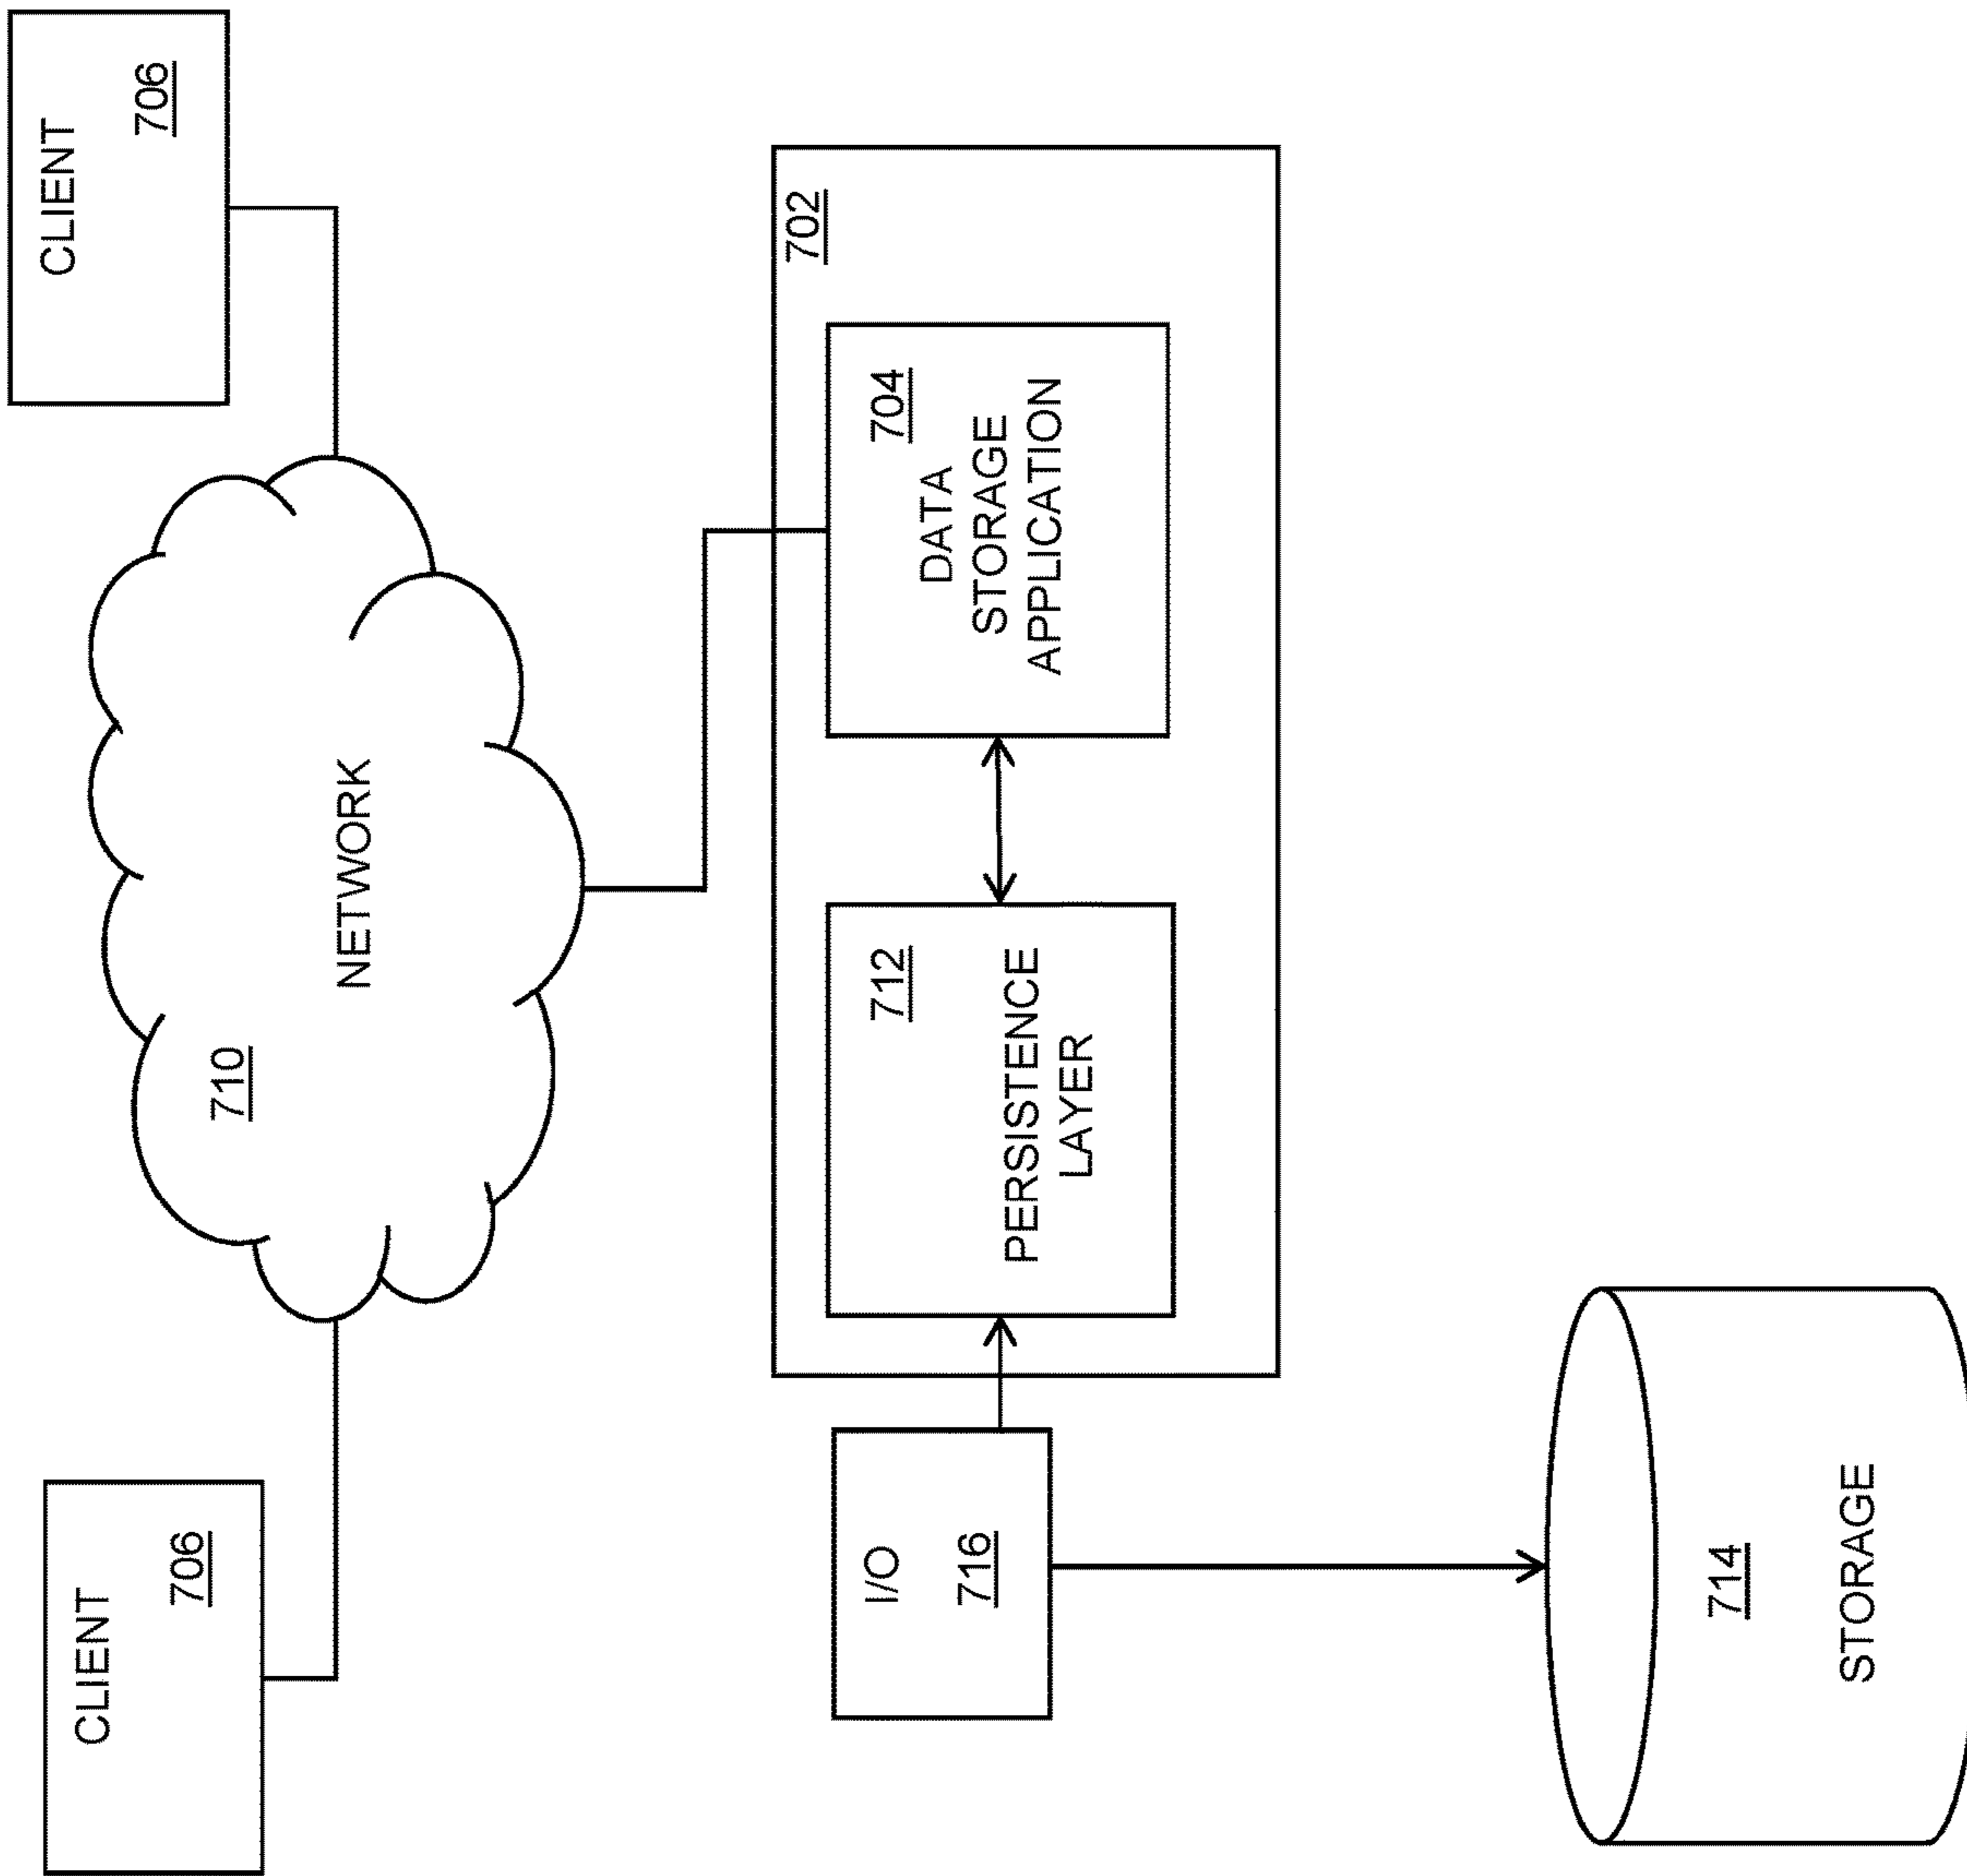 CLIENT
706
CLIENT
706
710
NETWORK
702
712
PERSISTENCE
LAYER
704
DATA
STORAGE
APPLICATION
I/O
716
714
STORAGE